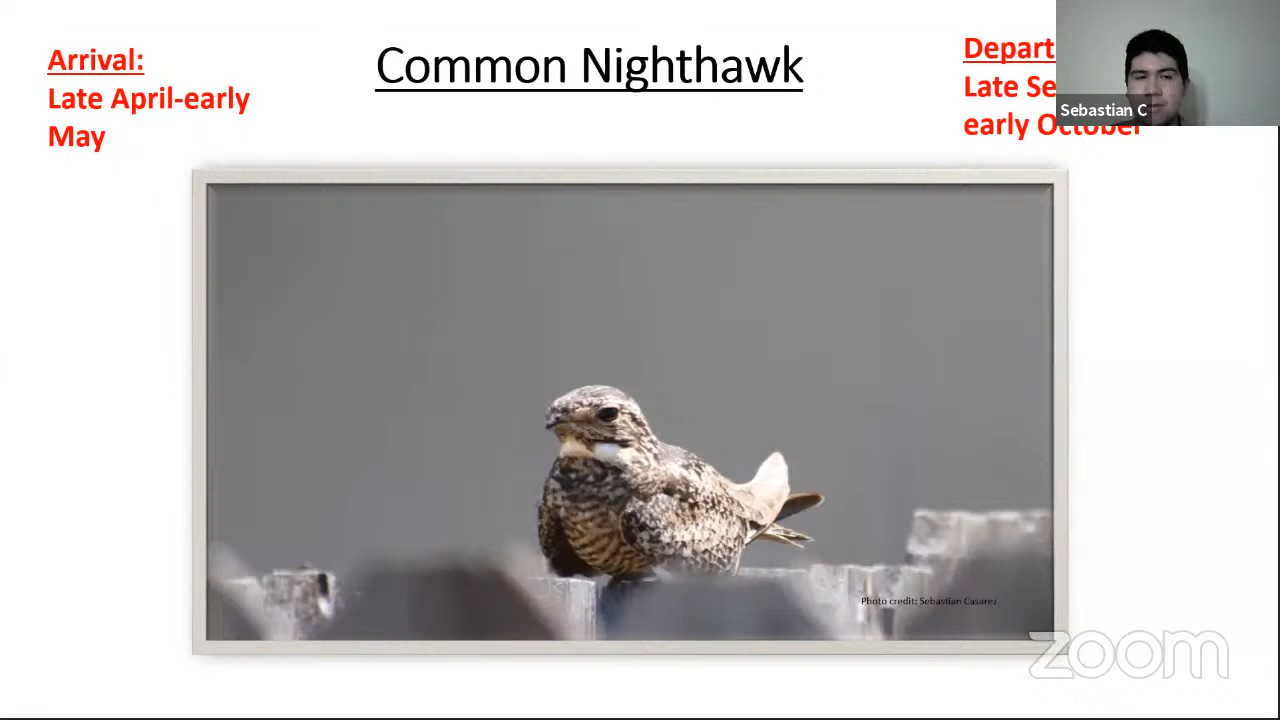 Arrival:
Late April-early
May
Common Nighthawk
Depart
Late Se
early October
Sebastian C
Photo credit: Sebastian Casarez
zoom